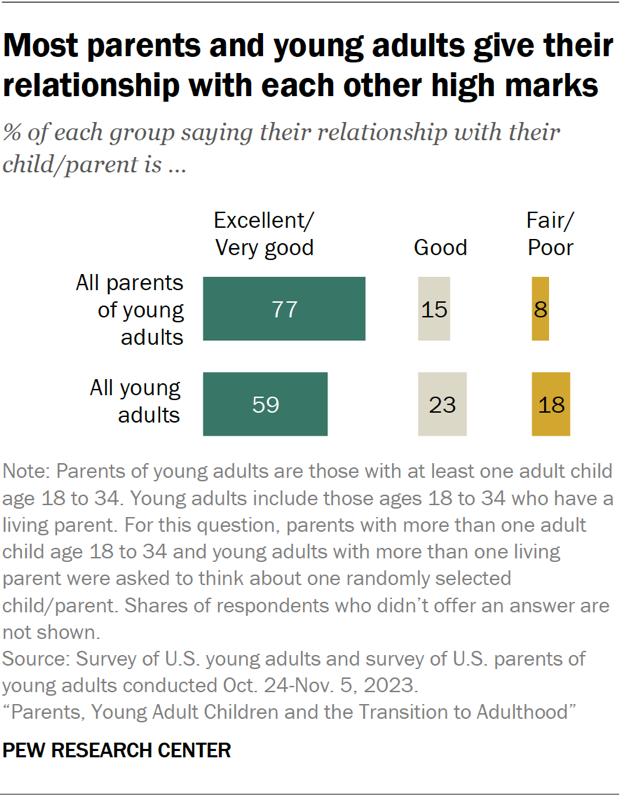 Most parents and young adults give their
relationship with each other high marks
% of each group saying their relationship with their
child/parent is ...
Excellent/
Very good
Good
Fair/
Poor
All parents
of young
adults
77
15
8
All young
adults
59
23
18
Note: Parents of young adults are those with at least one adult child
age 18 to 34. Young adults include those ages 18 to 34 who have a
living parent. For this question, parents with more than one adult
child age 18 to 34 and young adults with more than one living
parent were asked to think about one randomly selected
child/parent. Shares of respondents who didn’t offer an answer are
not shown.
Source: Survey of U.S. young adults and survey of U.S. parents of
young adults conducted Oct. 24-Nov. 5, 2023.
“Parents, Young Adult Children and the Transition to Adulthood”
PEW RESEARCH CENTER